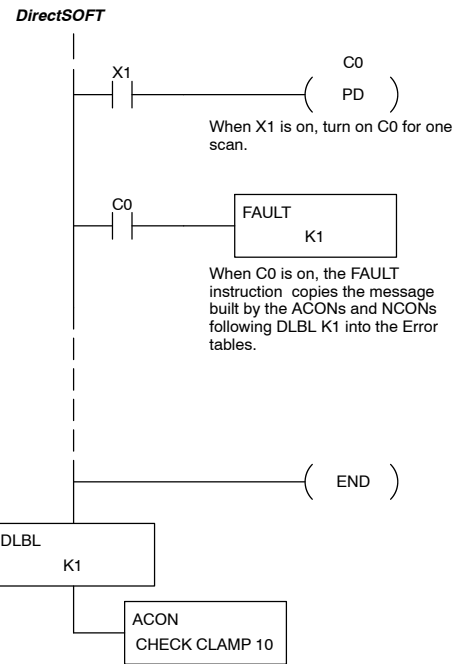 DirectSOFT
X1
C0
PD
When X1 is on, turn on C0 for one
scan.
C0
FAULT
K1
When C0 is on, the FAULT
instruction copies the message
built by the ACONs and NCONs
following DLBL K1 into the Error
tables.
END
DLBL
K1
ACON
CHECK CLAMP 10